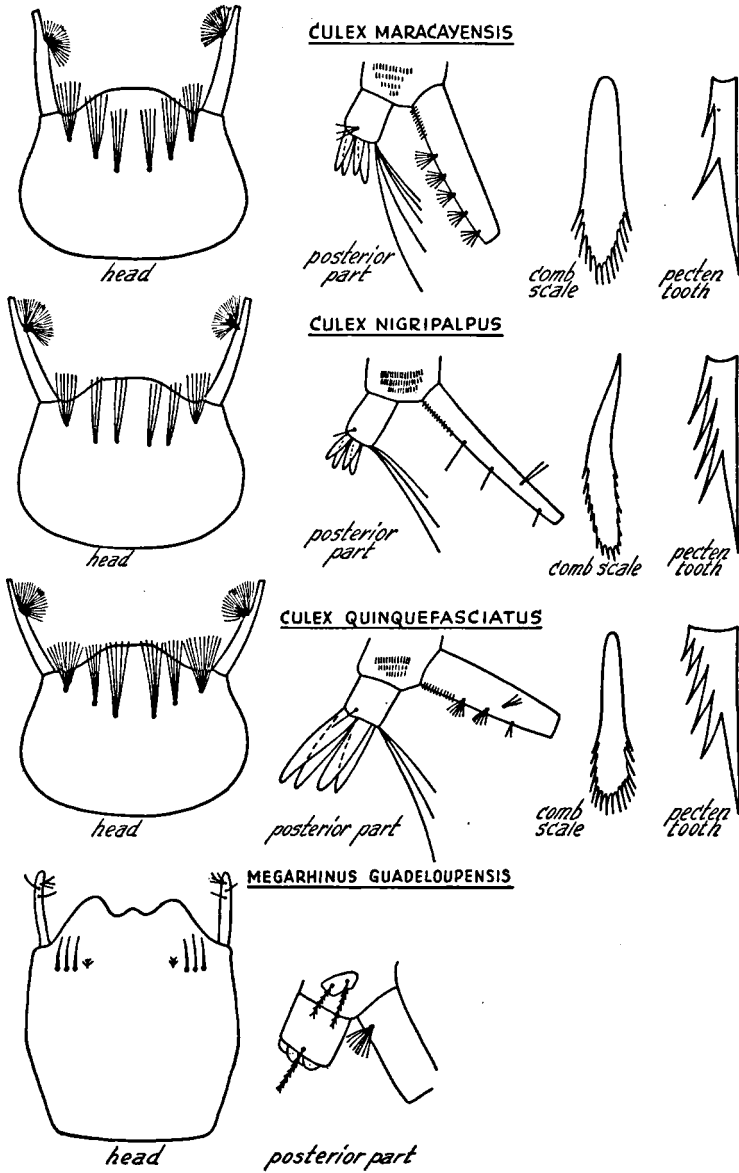 CULEX MARACAYENSIS
head
posterior
part
comb
scale
pecten
tooth
CULEX NIGRIPALPUS
head
posterior
part
comb scale
pecten
tooth
CULEX QUINQUEFASCIATUS
head
posterior part
comb
scale
pecten
tooth
MEGARHINUS GUADELOUPENSIS
head
posterior part